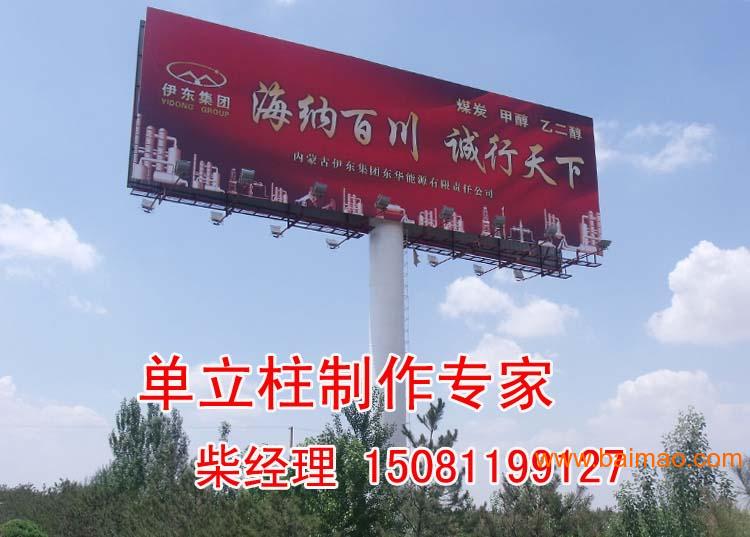 伊东集团
YIDONG GROUP
煤炭 甲醇 乙二醇
海纳百川 诚行天下
内蒙古伊东集团东华能源有限责任公司
单立柱制作专家
柴经理 15081199127
www.baimao.com